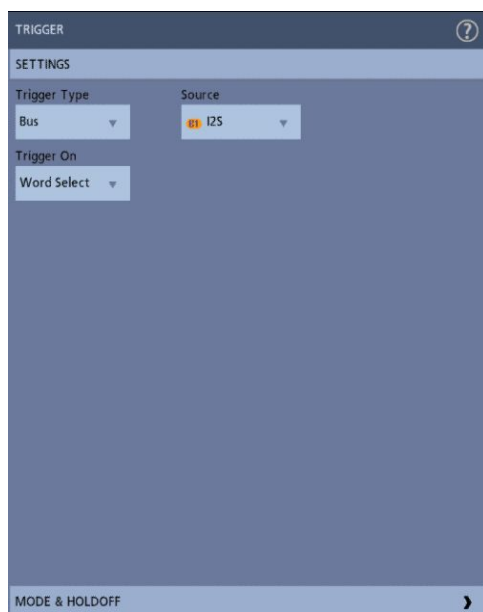 TRIGGER ?
SETTINGS
Trigger Type Source
Bus B1 I2S
Trigger On
Word Select
MODE & HOLDOFF